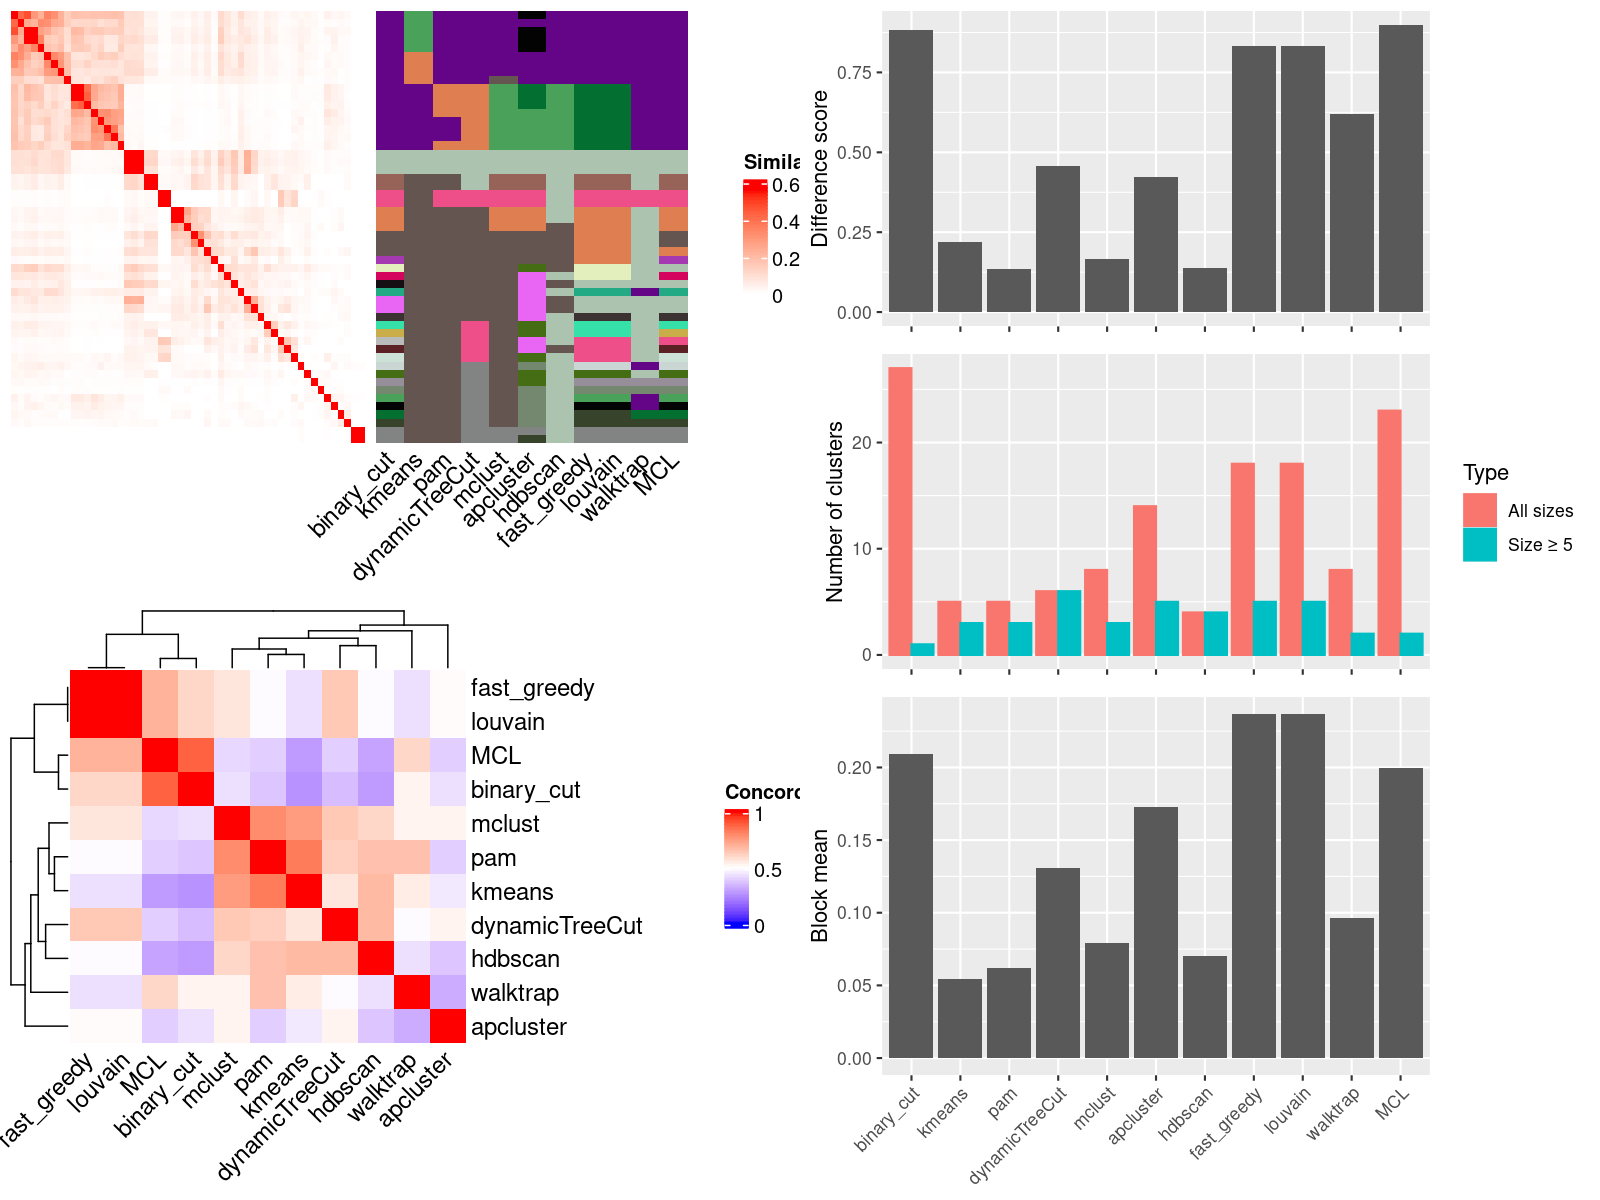 Simila
0.6
0.4
0.2
0
binary_cut
kmeans
pam
dynamicTreeCut
mclust
apcluster
hdbscan
fast_greedy
louvain
walktrap
MCL
fast_greedy
louvain
MCL
binary_cut
mclust
pam
kmeans
dynamicTreeCut
hdbscan
walktrap
apcluster
fast_greedy
louvain
MCL
binary_cut
mclust
pam
kmeans
dynamicTreeCut
hdbscan
walktrap
apcluster
Concord
1
0.5
0
Difference score
0.75
0.50
0.25
0.00
Number of clusters
20
10
0
Type
All sizes
Size ≥ 5
Block mean
0.20
0.15
0.10
0.05
0.00
binary_cut
kmeans
pam
dynamicTreeCut
mclust
apcluster
hdbscan
fast_greedy
louvain
walktrap
MCL